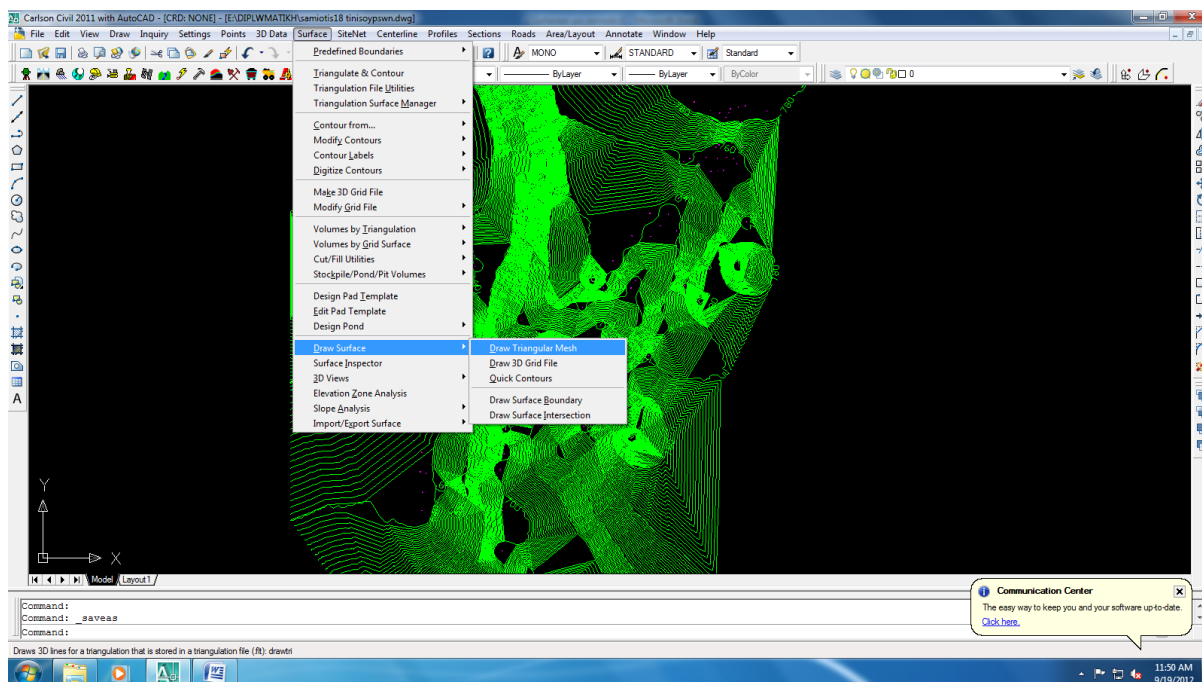 Carlson Civil 2011 with AutoCAD - [CRD: NONE] - [E:\DIPLWMATIKH\samiotis18 tinisoypswn.dwg]
File Edit View Draw Inquiry Settings Points 3D Data Surface SiteNet Centerline Profiles Sections Roads Area/Layout Annotate Window Help
MONO STANDARD Standard
ByLayer ByLayer ByColor 0
Predefined Boundaries
Triangulate & Contour
Triangulation File Utilities
Triangulation Surface Manager
Contour from...
Modify Contours
Contour Labels
Digitize Contours
Make 3D Grid File
Modify Grid File
Volumes by Triangulation
Volumes by Grid Surface
Cut/Fill Utilities
Stockpile/Pond/Pit Volumes
Design Pad Template
Edit Pad Template
Design Pond
Draw Surface
Surface Inspector
3D Views
Elevation Zone Analysis
Slope Analysis
Import/Export Surface
Draw Triangular Mesh
Draw 3D Grid File
Quick Contours
Draw Surface Boundary
Draw Surface Intersection
780
760
780
A
Y
X
Model Layout1
Command:
Command: _saveas
Command:
Communication Center
The easy way to keep you and your software up-to-date.
Click here.
Draws 3D lines for a triangulation that is stored in a triangulation file (.flt): drawtri
11:50 AM
9/19/2012